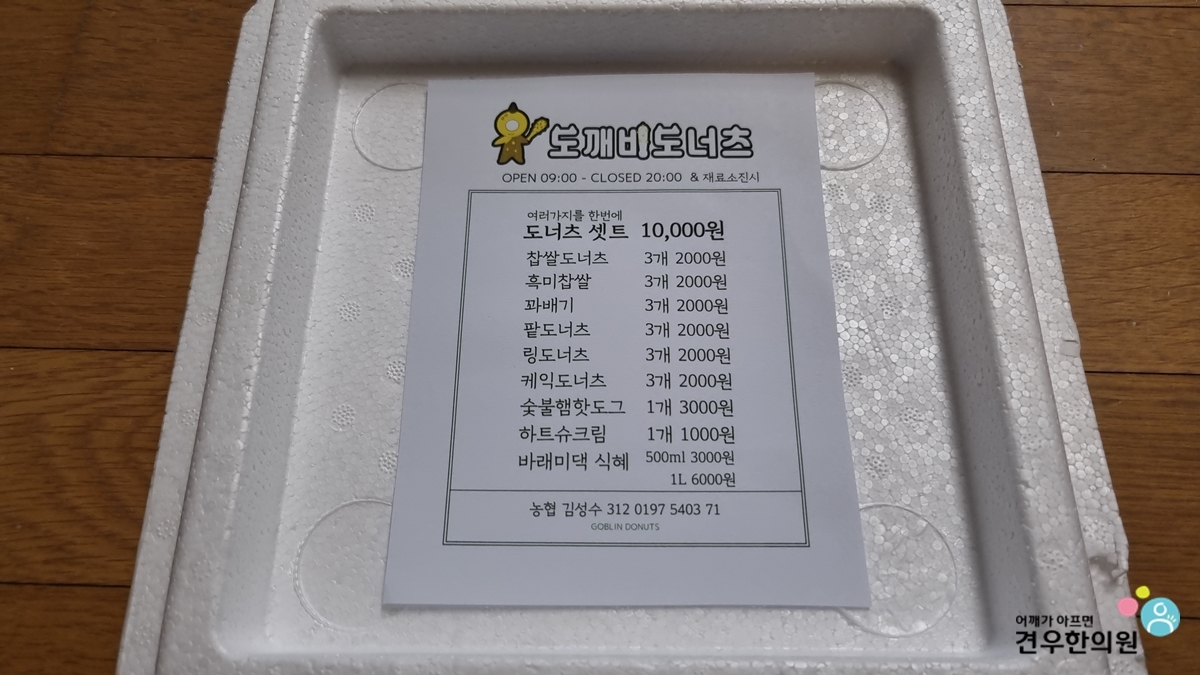 도깨비도너츠
OPEN 09:00 - CLOSED 20:00 & 재료소진시
여러가지를 한번에
도너츠 셋트 10,000원
찹쌀도너츠 3개 2000원
흑미찹쌀 3개 2000원
꽈배기 3개 2000원
팥도너츠 3개 2000원
링도너츠 3개 2000원
케익도너츠 3개 2000원
숯불햄핫도그 1개 3000원
하트슈크림 1개 1000원
바래미댁 식혜 500ml 3000원
1L 6000원
농협 김성수 312 0197 5403 71
GOBLIN DONUTS
어깨가 아프면
견우한의원